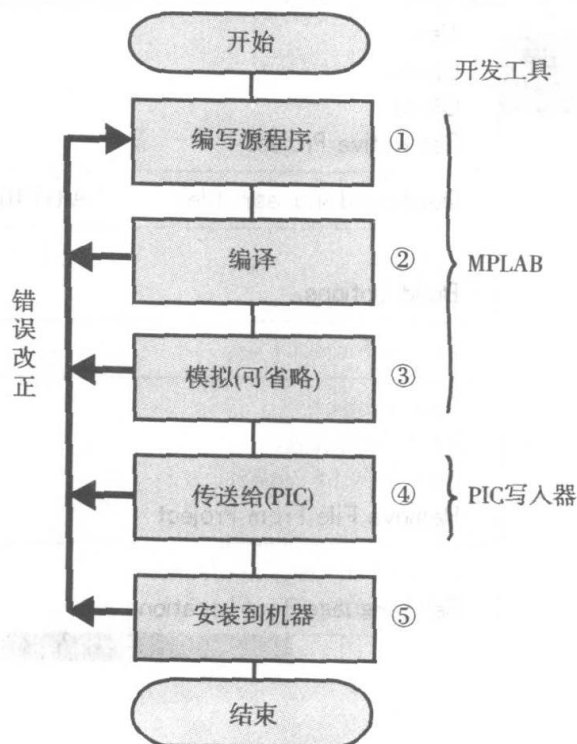 开始
开发工具
编写源程序 ①
编译 ②
MPLAB
模拟(可省略) ③
错误改正
传送给(PIC) ④
PIC写入器
安装到机器 ⑤
结束